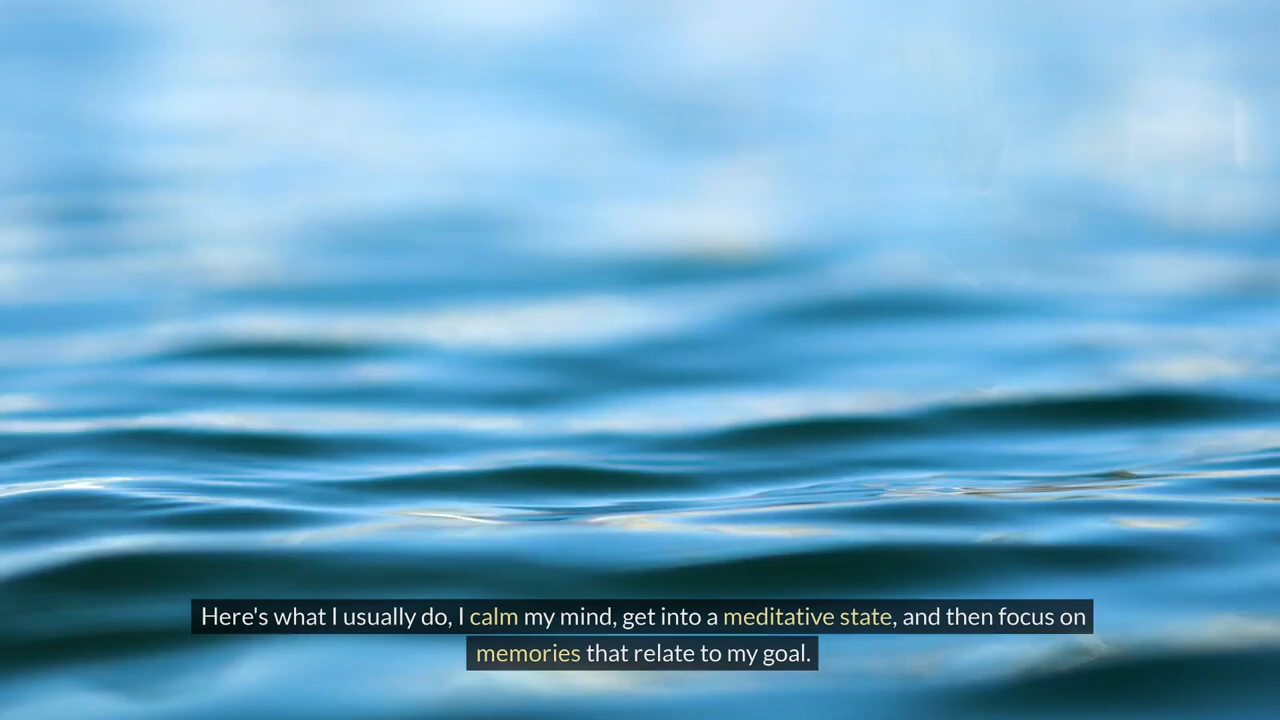 Here's what I usually do, I calm my mind, get into a meditative state, and then focus on
memories that relate to my goal.